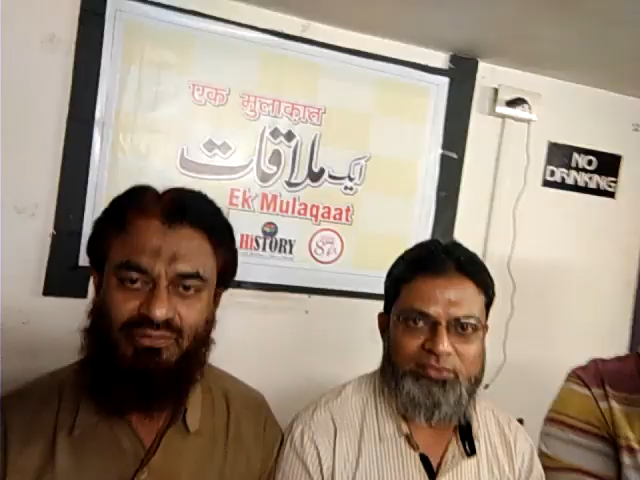 एक मुलाक़ात
ایک ملاقات
Ek Mulaqaat
HiSTORY
NO
DRINKING